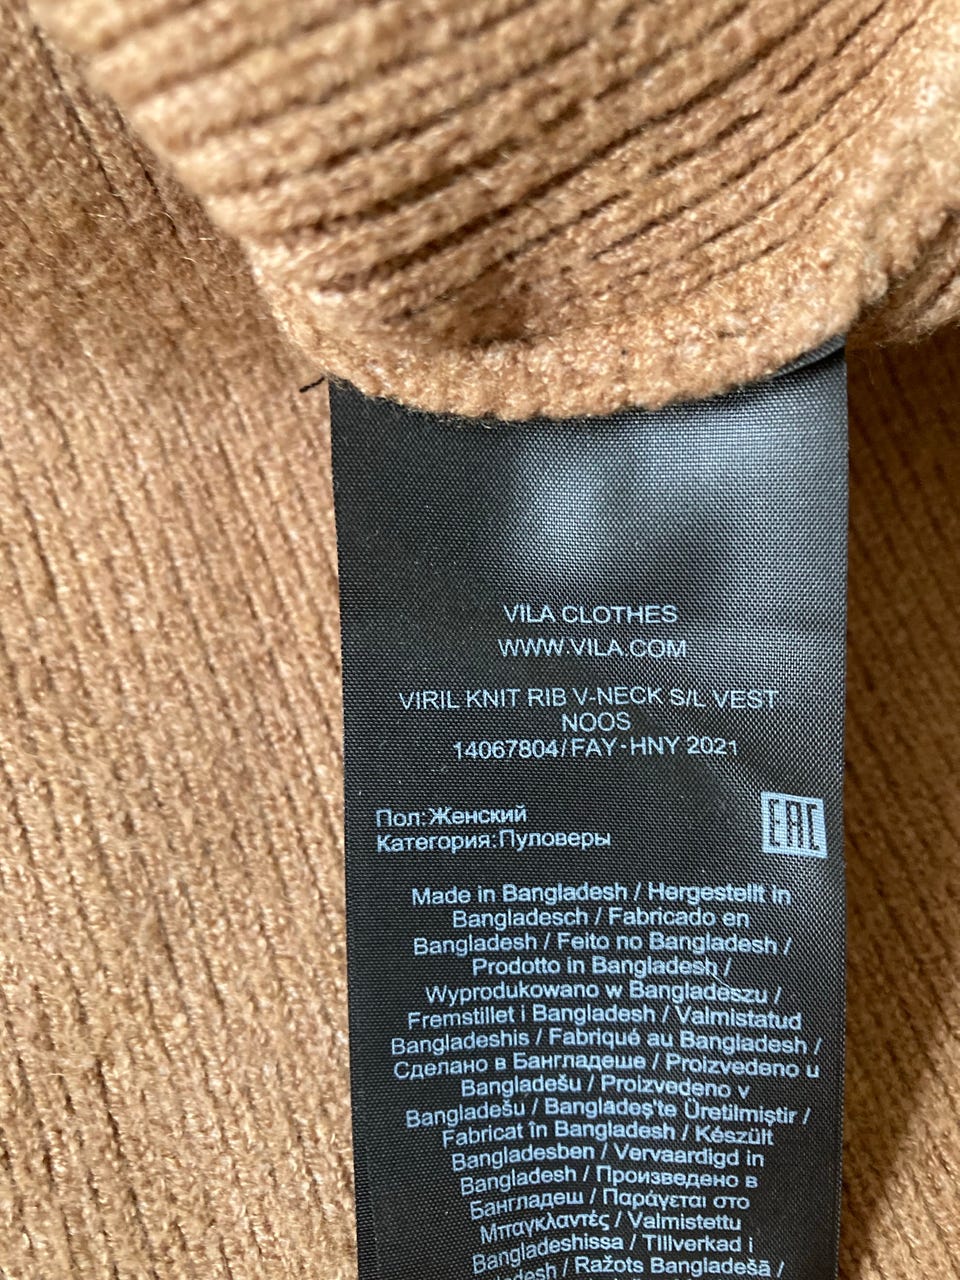 VILA CLOTHES
WWW.VILA.COM
VIRIL KNIT RIB V-NECK S/L VEST
NOOS
14067804/FAY-HNY 2021
Пол:Женский
Категория:Пуловеры
EAC
Made in Bangladesh / Hergestellt in
Bangladesch / Fabricado en
Bangladesh / Feito no Bangladesh /
Prodotto in Bangladesh /
Wyprodukowano w Bangladeszu /
Fremstillet i Bangladesh / Valmistatud
Bangladeshis / Fabriqué au Bangladesh /
Сделано в Бангладеше / Proizvedeno u
Bangladešu / Proizvedeno v
Bangladešu / Bangladeş'te Üretilmiştir /
Fabricat în Bangladesh / Készült
Bangladesben / Vervaardigd in
Bangladesh / Произведено в
Бангладеш / Παράγεται στο
Μπαγκλαντές / Valmistettu
Bangladeshissa / Tillverkad i
Bangladesh / Ražots Bangladešā /